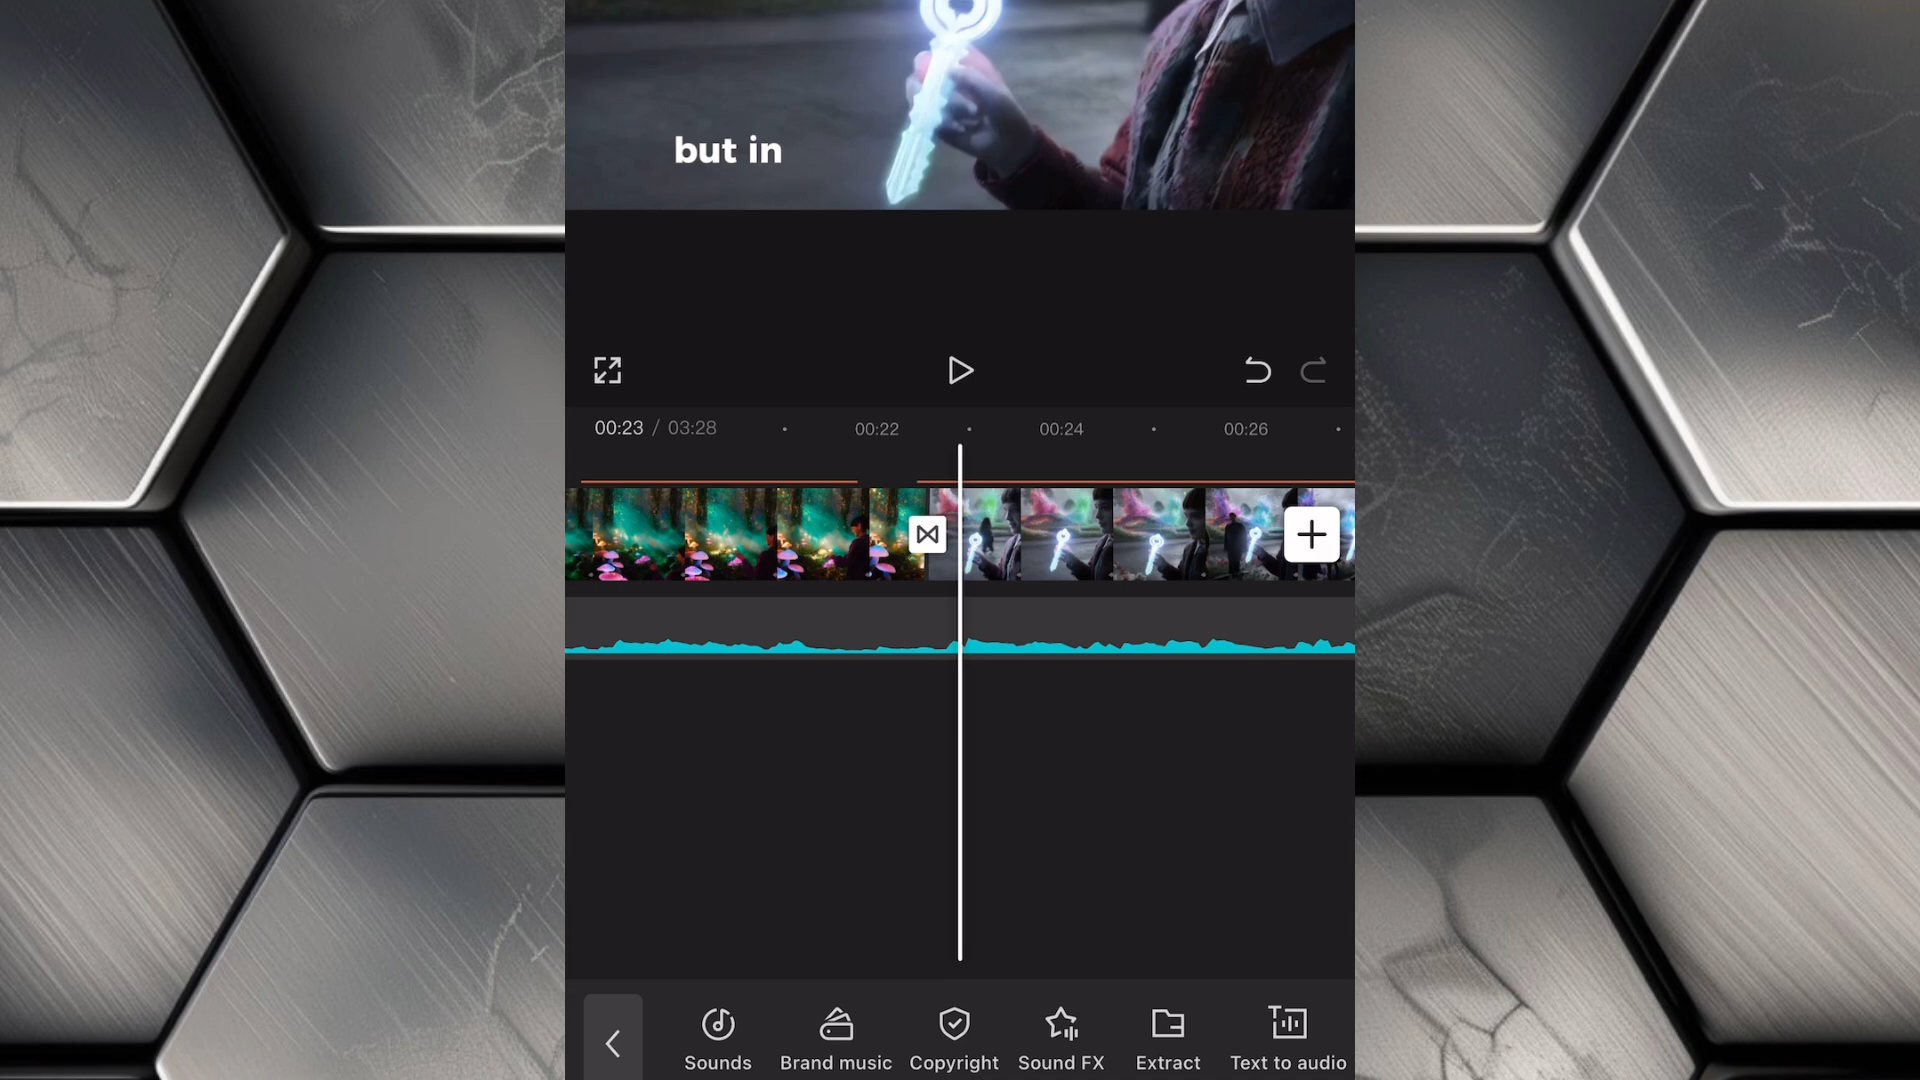 but in
00:23 / 03:28
00:22
00:24
00:26
Sounds
Brand music
Copyright
Sound FX
Extract
Text to audio